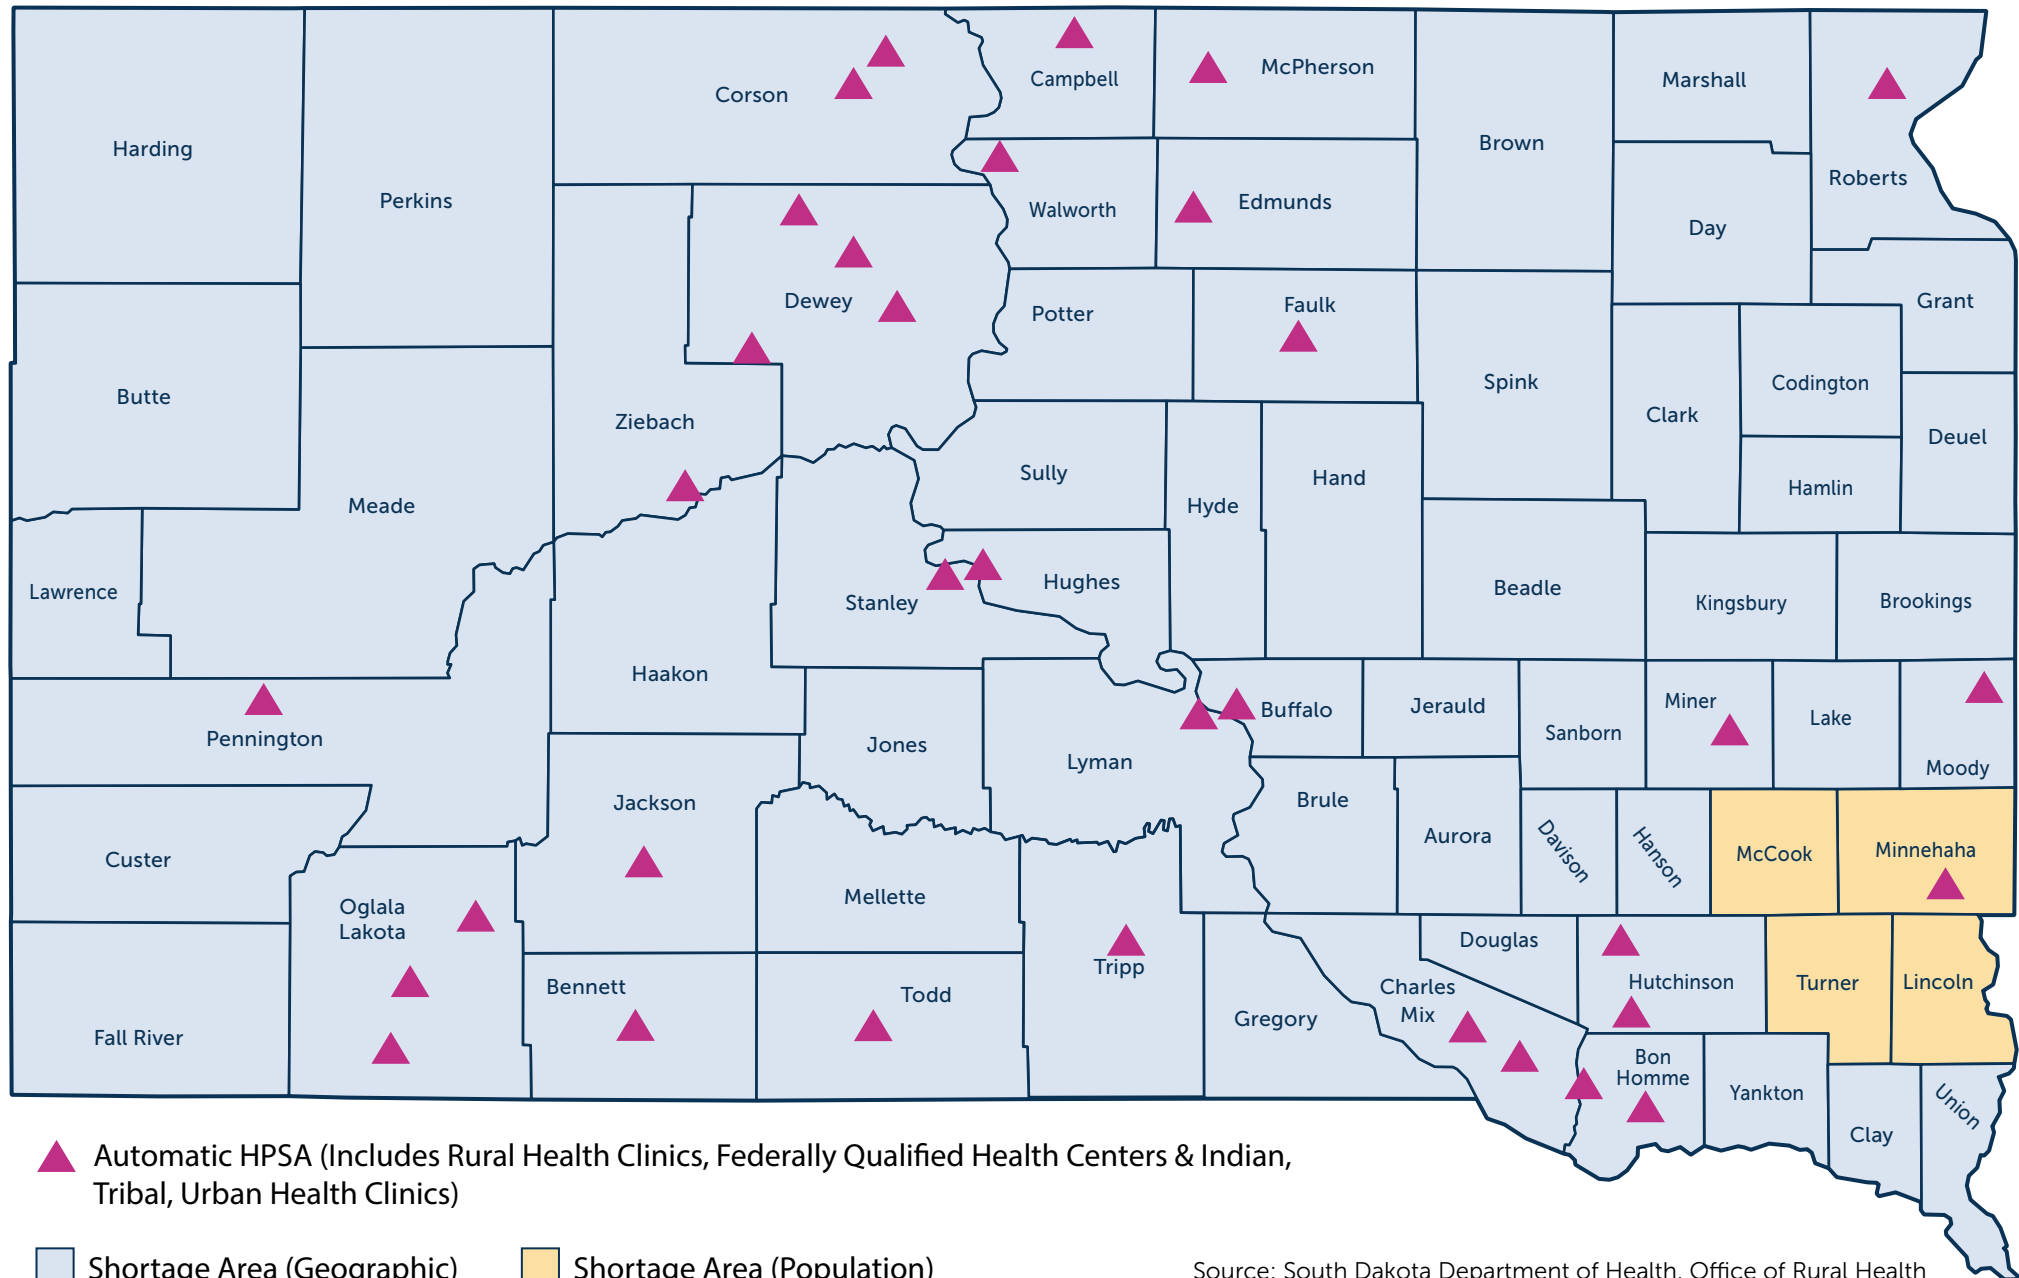 Harding
Perkins
Corson
Campbell
McPherson
Brown
Marshall
Roberts
Walworth
Edmunds
Day
Dewey
Potter
Faulk
Grant
Butte
Meade
Ziebach
Spink
Clark
Codington
Deuel
Sully
Hyde
Hand
Hamlin
Lawrence
Haakon
Stanley
Hughes
Beadle
Kingsbury
Brookings
Pennington
Jackson
Jones
Lyman
Buffalo
Jerauld
Sanborn
Miner
Lake
Moody
Custer
Oglala
Lakota
Mellette
Brule
Aurora
Davison
Hanson
McCook
Minnehaha
Fall River
Bennett
Todd
Tripp
Gregory
Charles
Mix
Douglas
Hutchinson
Turner
Lincoln
Bon
Homme
Yankton
Clay
Union
Automatic HPSA (Includes Rural Health Clinics, Federally Qualified Health Centers & Indian,
Tribal, Urban Health Clinics)
Shortage Area (Geographic)
Shortage Area (Population)
Source: South Dakota Department of Health, Office of Rural Health